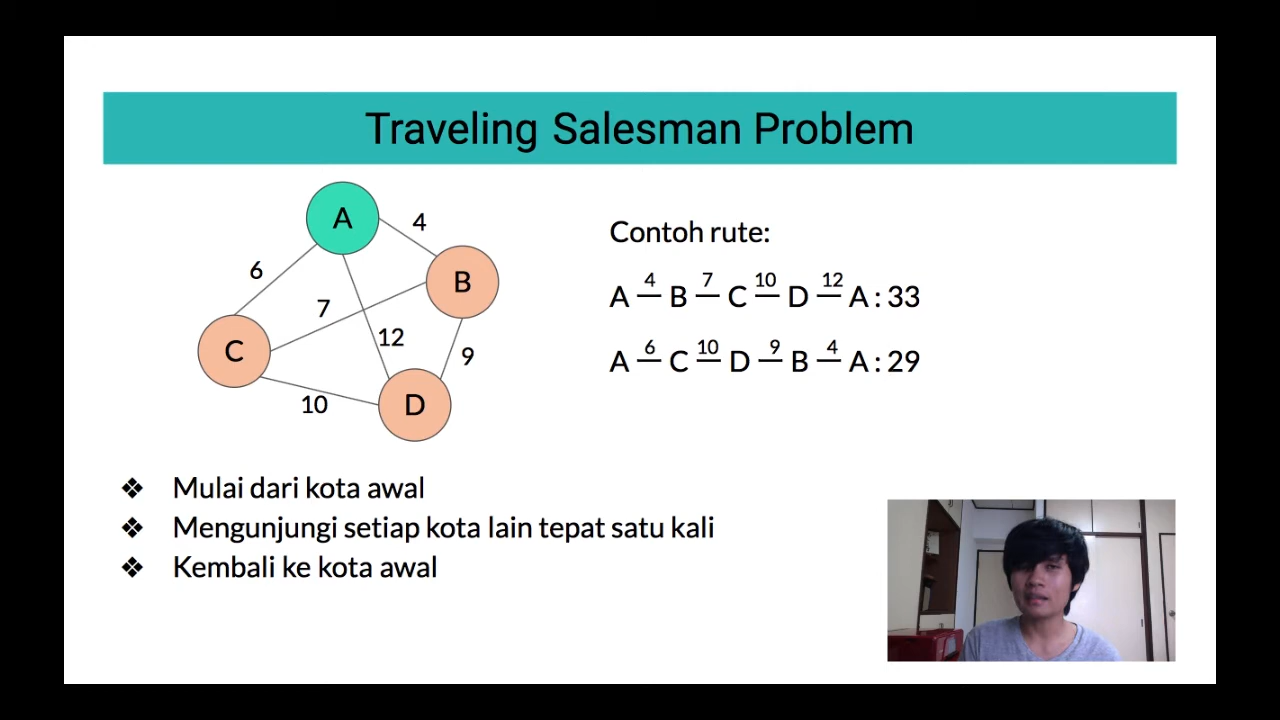 Traveling Salesman Problem
A
4
6
B
7
12
C
9
D
10
Contoh rute:
A —4— B —7— C —10— D —12— A : 33
A —6— C —10— D —9— B —4— A : 29
❖ Mulai dari kota awal
❖ Mengunjungi setiap kota lain tepat satu kali
❖ Kembali ke kota awal